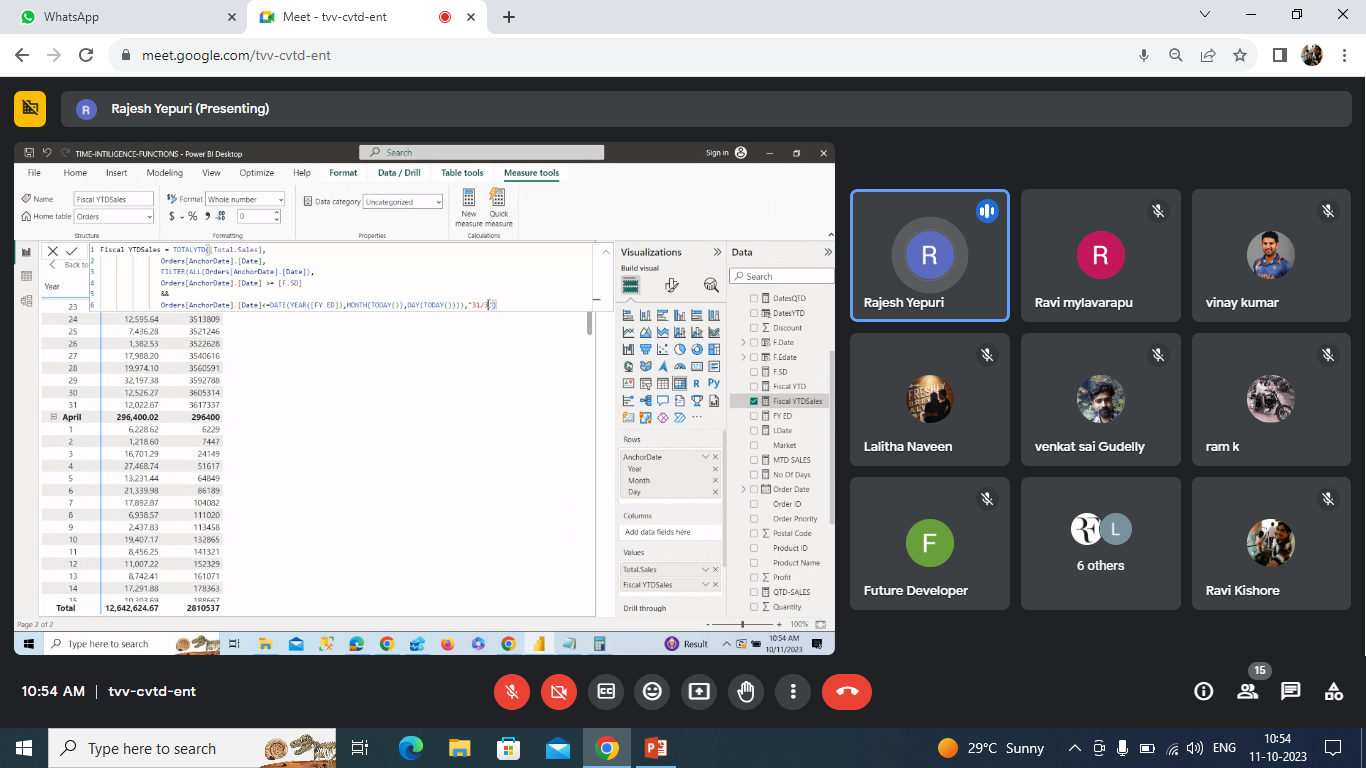 WhatsApp
Meet - tvv-cvtd-ent
meet.google.com/tvv-cvtd-ent
R Rajesh Yepuri (Presenting)
TIME-INTILIGENCE-FUNCTIONS - Power BI Desktop
Search
Sign in
File Home Insert Modeling View Optimize Help Format Data / Drill Table tools Measure tools
Name Fiscal YTDSales
Format Whole number
Data category Uncategorized
New measure
Quick measure
Home table Orders
$ % 0
Structure Formatting Properties Calculations
1 Fiscal YTDSales = TOTALYTD([Total.Sales],
2 Orders[AnchorDate].[Date],
3 FILTER(ALL(Orders[AnchorDate].[Date]),
4 Orders[AnchorDate].[Date] >= [F.SD]
5 &&
6 Orders[AnchorDate].[Date]<=DATE(YEAR([FY ED]),MONTH(TODAY()),DAY(TODAY()))),"31/3")
Back to
Year
23
24 12,595.64 3513809
25 7,436.28 3521246
26 1,382.53 3522628
27 17,988.20 3540616
28 19,974.10 3560591
29 32,197.38 3592788
30 12,526.27 3605314
31 12,022.67 3617337
April 296,400.02 296400
1 6,228.62 6229
2 1,218.60 7447
3 16,701.29 24149
4 27,468.74 51617
5 13,231.44 64849
6 21,339.98 86189
7 17,892.87 104082
8 6,938.57 111020
9 2,437.83 113458
10 19,407.17 132865
11 8,456.25 141321
12 11,007.22 152329
13 8,742.41 161071
14 17,291.88 178363
15 10,303.69 188667
Total 12,642,624.67 2810537
Page 2 of 2
Visualizations
Build visual
R Py
Rows
AnchorDate
Year
Month
Day
Columns
Add data fields here
Values
Total.Sales
Fiscal YTDSales
Drill through
Data
Search
DatesQTD
DatesYTD
Discount
F.Date
F.Edate
F.SD
Fiscal YTD
Fiscal YTDSales
FY ED
LDate
Market
MTD SALES
No Of Days
Order Date
Order ID
Order Priority
Postal Code
Product ID
Product Name
Profit
QTD-SALES
Quantity
100%
Type here to search
Result
10:54 AM
10/11/2023
R
Rajesh Yepuri
R
Ravi mylavarapu
vinay kumar
Lalitha Naveen
venkat sai Gudelly
ram k
F
Future Developer
L
6 others
Ravi Kishore
10:54 AM | tvv-cvtd-ent
15
Type here to search
29°C Sunny
ENG
10:54
11-10-2023